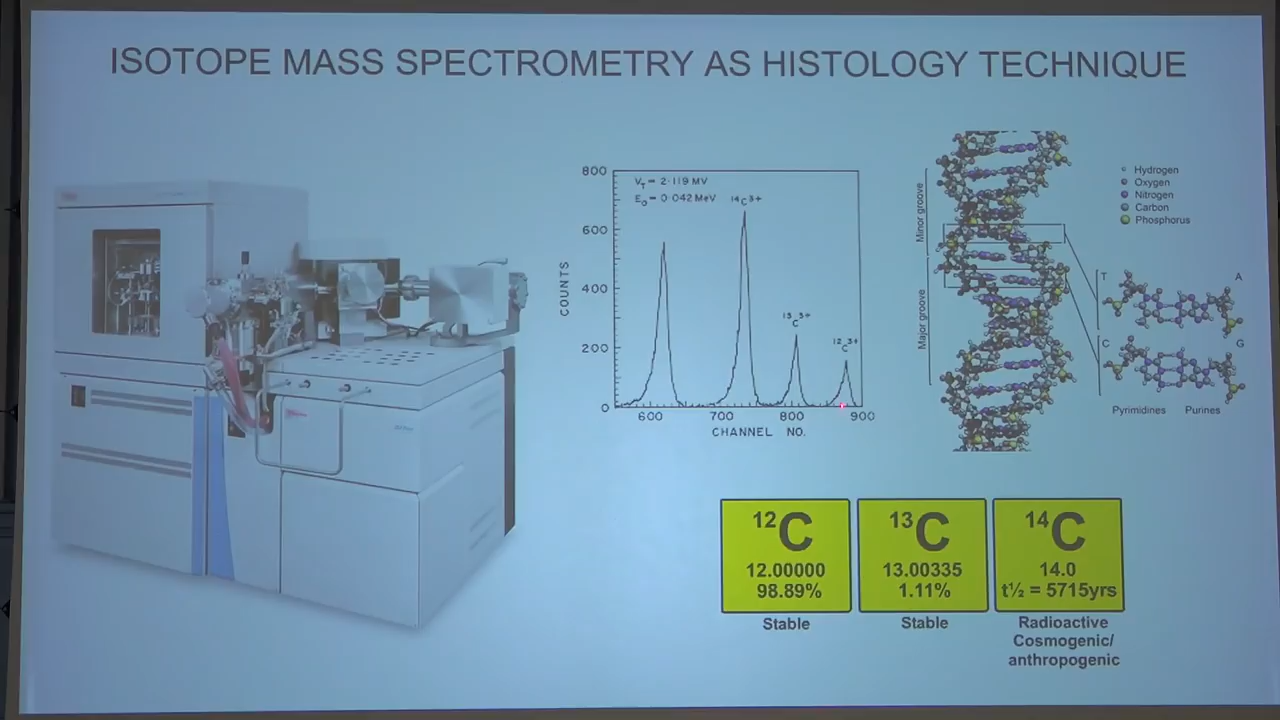 ISOTOPE MASS SPECTROMETRY AS HISTOLOGY TECHNIQUE
800
600
400
200
0
COUNTS
V_T = 2·119 MV
E_0 = 0·042 MeV
14C3+
13C3+
12C3+
600 700 800 900
CHANNEL NO.
Minor groove
Major groove
Hydrogen
Oxygen
Nitrogen
Carbon
Phosphorus
T A
C G
Pyrimidines Purines
12C
12.00000
98.89%
Stable
13C
13.00335
1.11%
Stable
14C
14.0
t½ = 5715yrs
Radioactive
Cosmogenic/
anthropogenic